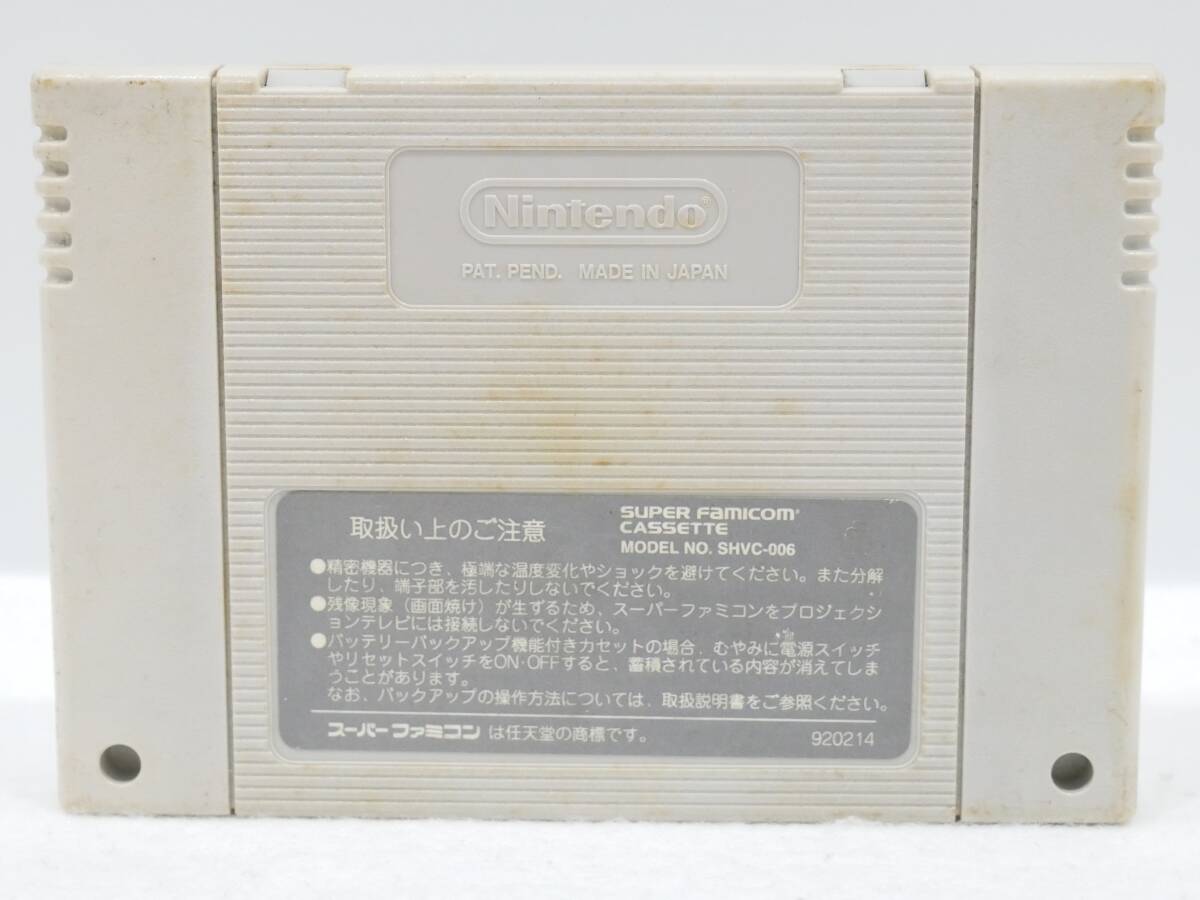 Nintendo®
PAT. PEND. MADE IN JAPAN
取扱い上のご注意
SUPER FAMICOM
CASSETTE
MODEL NO. SHVC-006
●精密機器につき、極端な温度変化やショックを避けてください。また分解
したり、端子部を汚したりしないでください。
●残像現象（画面焼け）が生ずるため、スーパーファミコンをプロジェクシ
ョンテレビには接続しないでください。
●バッテリーバックアップ機能付きカセットの場合、むやみに電源スイッチ
やリセットスイッチをON·OFFすると、蓄積されている内容が消えてしま
うことがあります。
なお、バックアップの操作方法については、取扱説明書をご参照ください。
スーパーファミコンは任天堂の商標です。
920214